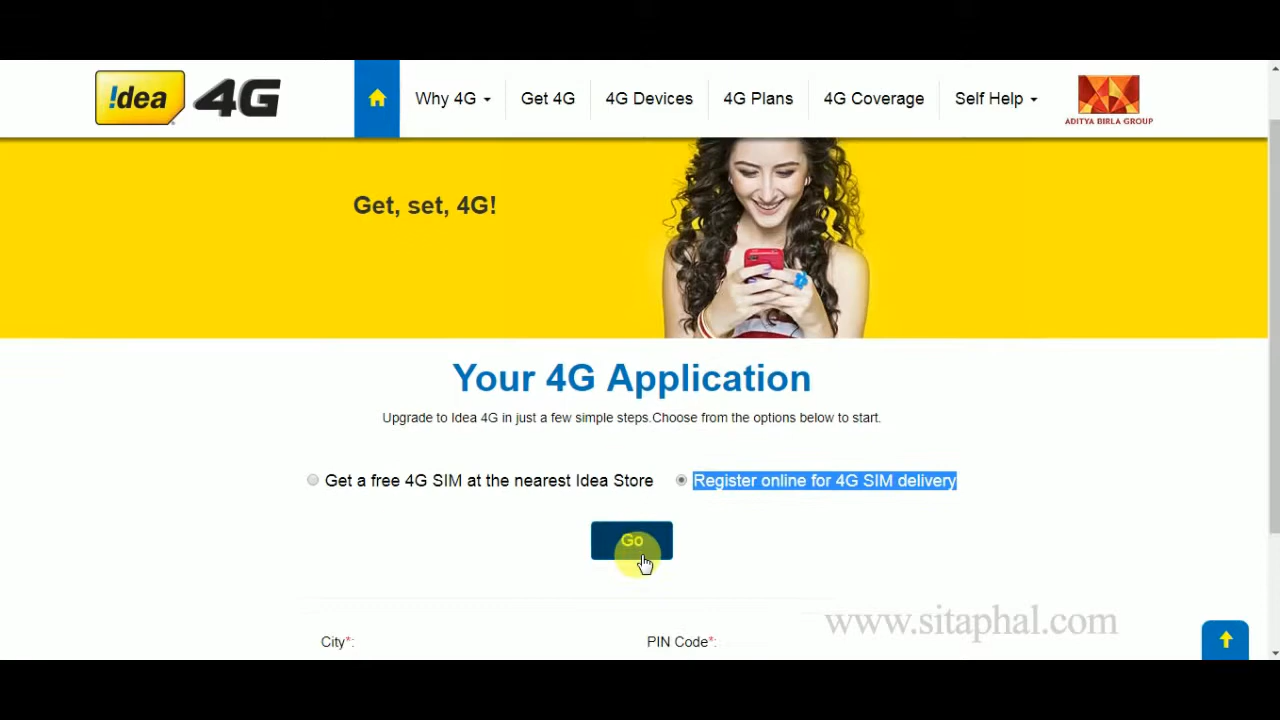 !dea 4G
Why 4G
Get 4G
4G Devices
4G Plans
4G Coverage
Self Help
ADITYA BIRLA GROUP
Get, set, 4G!
Your 4G Application
Upgrade to Idea 4G in just a few simple steps.Choose from the options below to start.
Get a free 4G SIM at the nearest Idea Store
Register online for 4G SIM delivery
Go
www.sitaphal.com
City*:
PIN Code*: